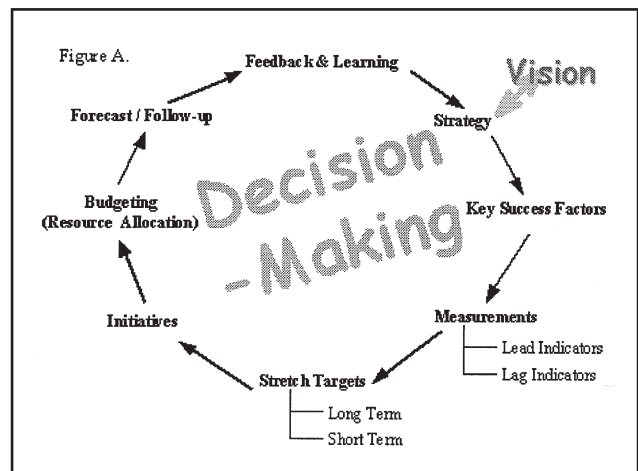 Figure A.
Feedback & Learning
Vision
Strategy
Key Success Factors
Measurements
Lead Indicators
Lag Indicators
Stretch Targets
Long Term
Short Term
Initiatives
Budgeting
(Resource Allocation)
Forecast / Follow-up
Decision
-Making